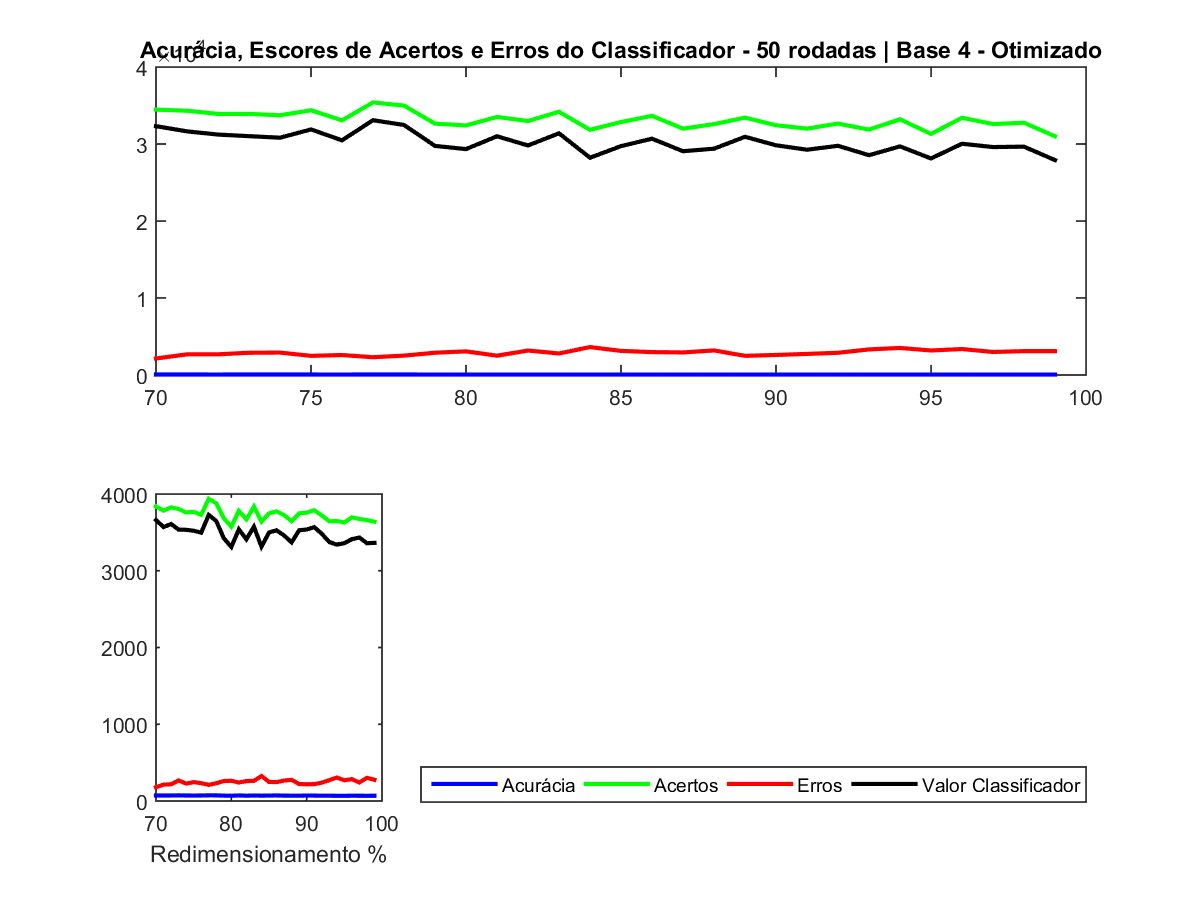 Acurácia, Escores de Acertos e Erros do Classificador - 50 rodadas | Base 4 - Otimizado
×10^4
4
3
2
1
0
70 75 80 85 90 95 100
4000
3000
2000
1000
0
70 80 90 100
Redimensionamento %
Acurácia Acertos Erros Valor Classificador